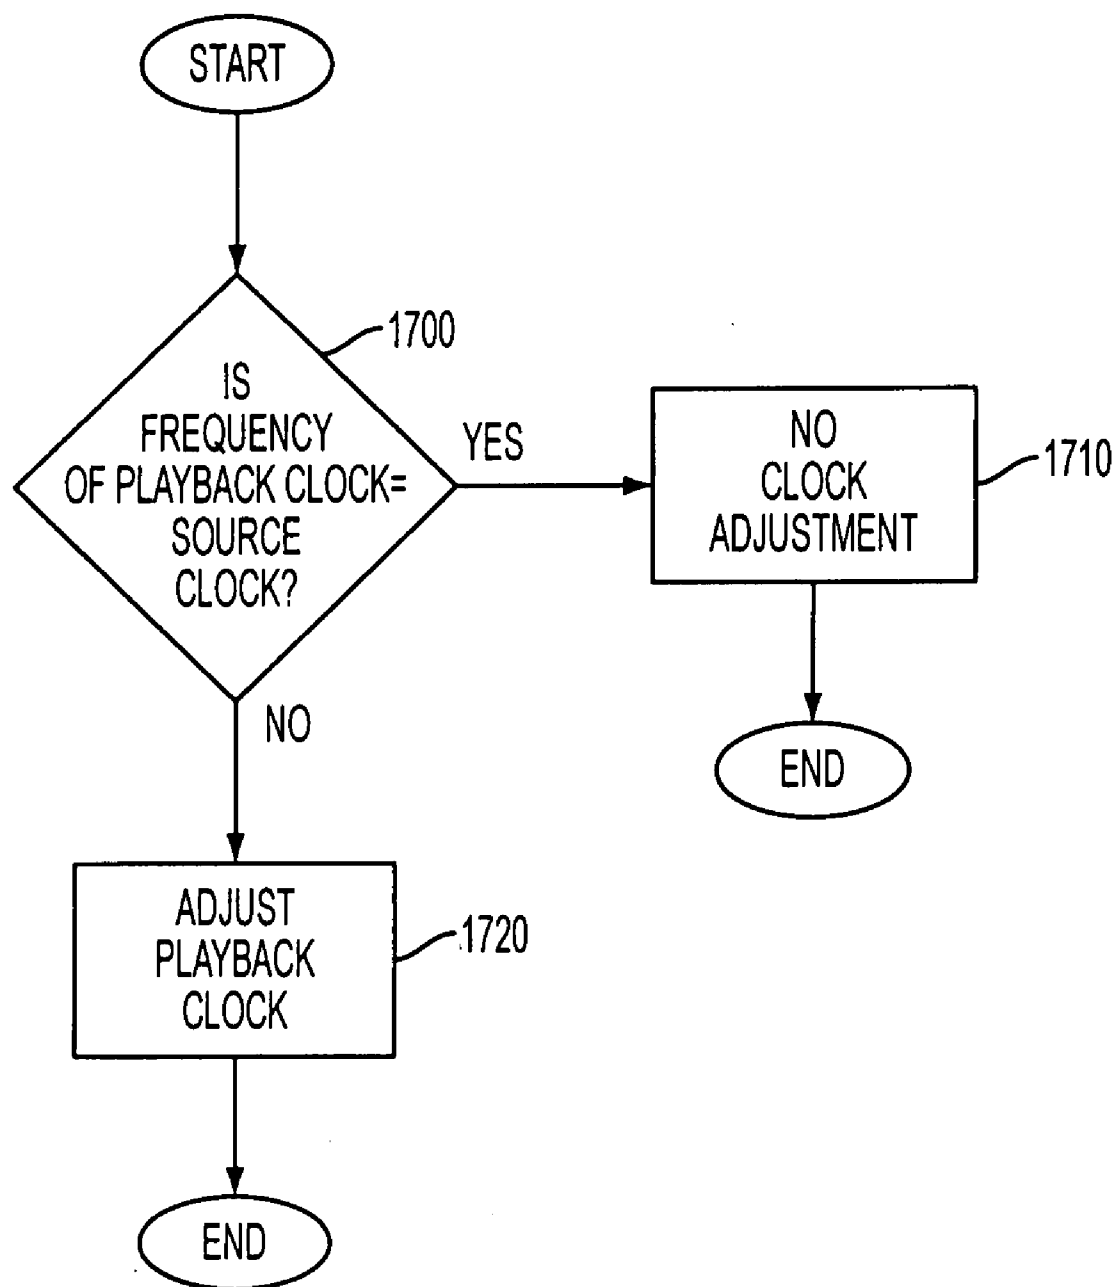 START
1700
IS
FREQUENCY
OF PLAYBACK CLOCK=
SOURCE
CLOCK?
YES
NO
CLOCK
ADJUSTMENT
1710
END
NO
ADJUST
PLAYBACK
CLOCK
1720
END